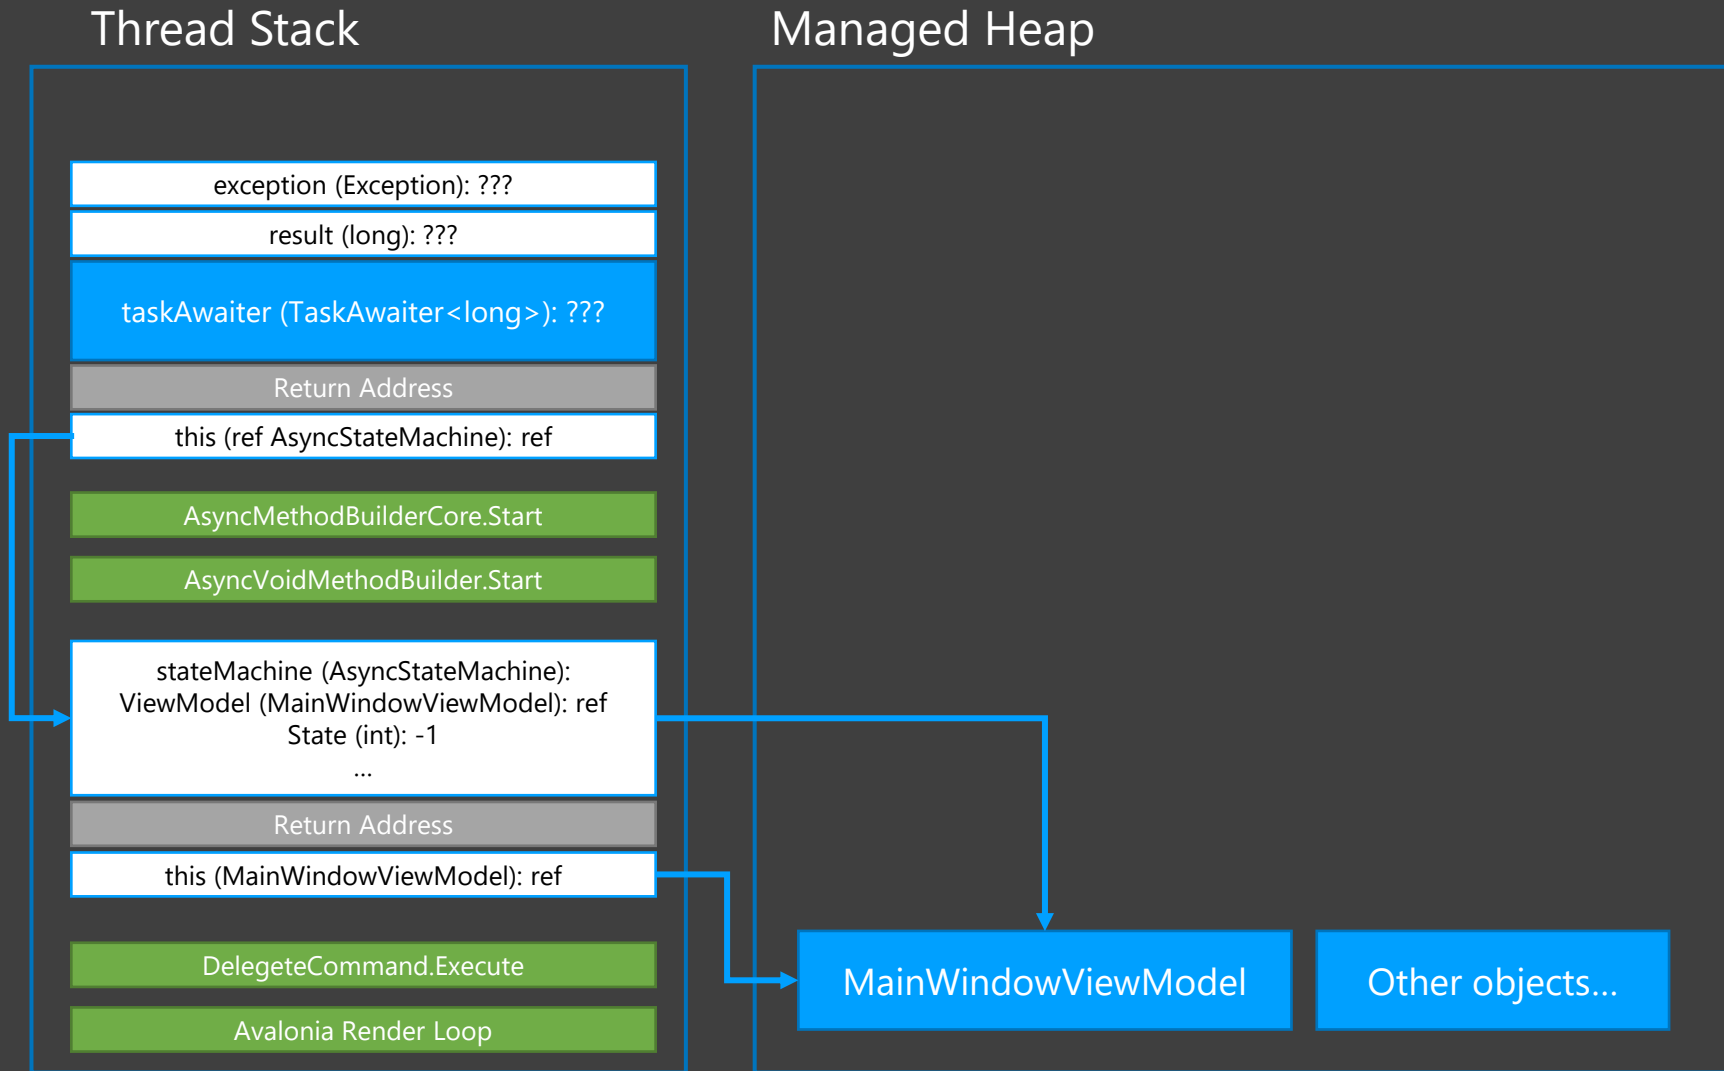 Thread Stack
Managed Heap
exception (Exception): ???
result (long): ???
taskAwaiter (TaskAwaiter<long>): ???
Return Address
this (ref AsyncStateMachine): ref
AsyncMethodBuilderCore.Start
AsyncVoidMethodBuilder.Start
stateMachine (AsyncStateMachine):
ViewModel (MainWindowViewModel): ref
State (int): -1
...
Return Address
this (MainWindowViewModel): ref
DelegeteCommand.Execute
Avalonia Render Loop
MainWindowViewModel
Other objects...